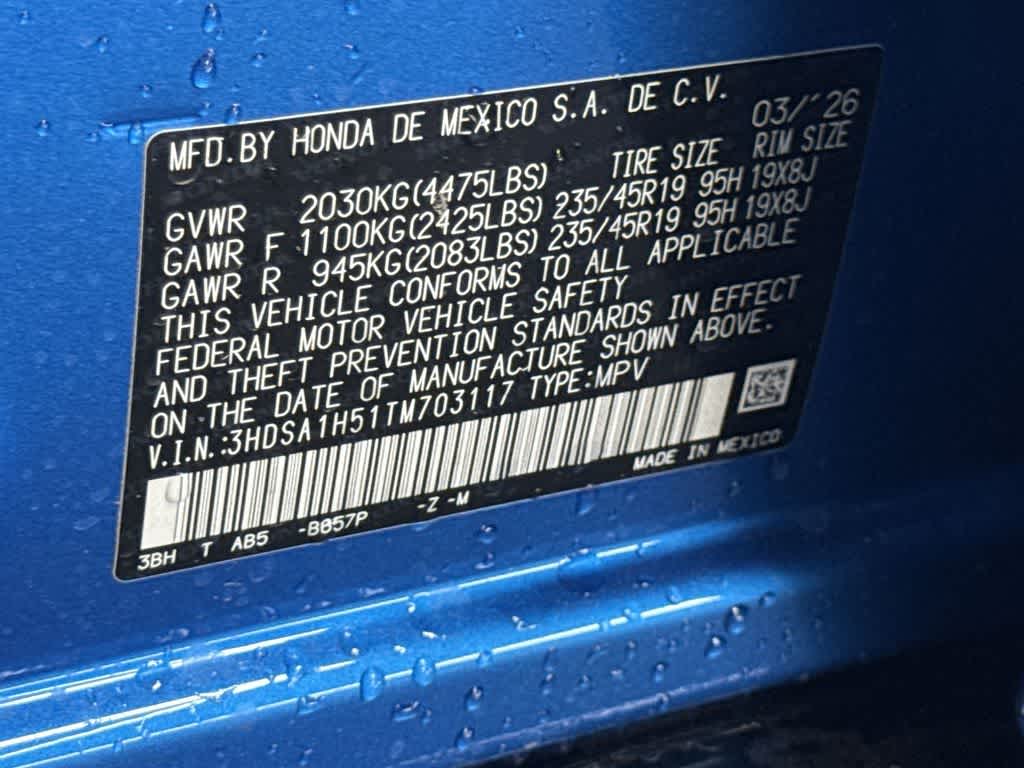 MFD.BY HONDA DE MEXICO S.A. DE C.V. 03/'26
TIRE SIZE RIM SIZE
GVWR 2030KG(4475LBS)
GAWR F 1100KG(2425LBS) 235/45R19 95H 19X8J
GAWR R 945KG(2083LBS) 235/45R19 95H 19X8J
THIS VEHICLE CONFORMS TO ALL APPLICABLE
FEDERAL MOTOR VEHICLE SAFETY
AND THEFT PREVENTION STANDARDS IN EFFECT
ON THE DATE OF MANUFACTURE SHOWN ABOVE.
V.I.N.:3HDSA1H51TM703117 TYPE:MPV
MADE IN MEXICO
3BH T AB5 -B657P -Z -M